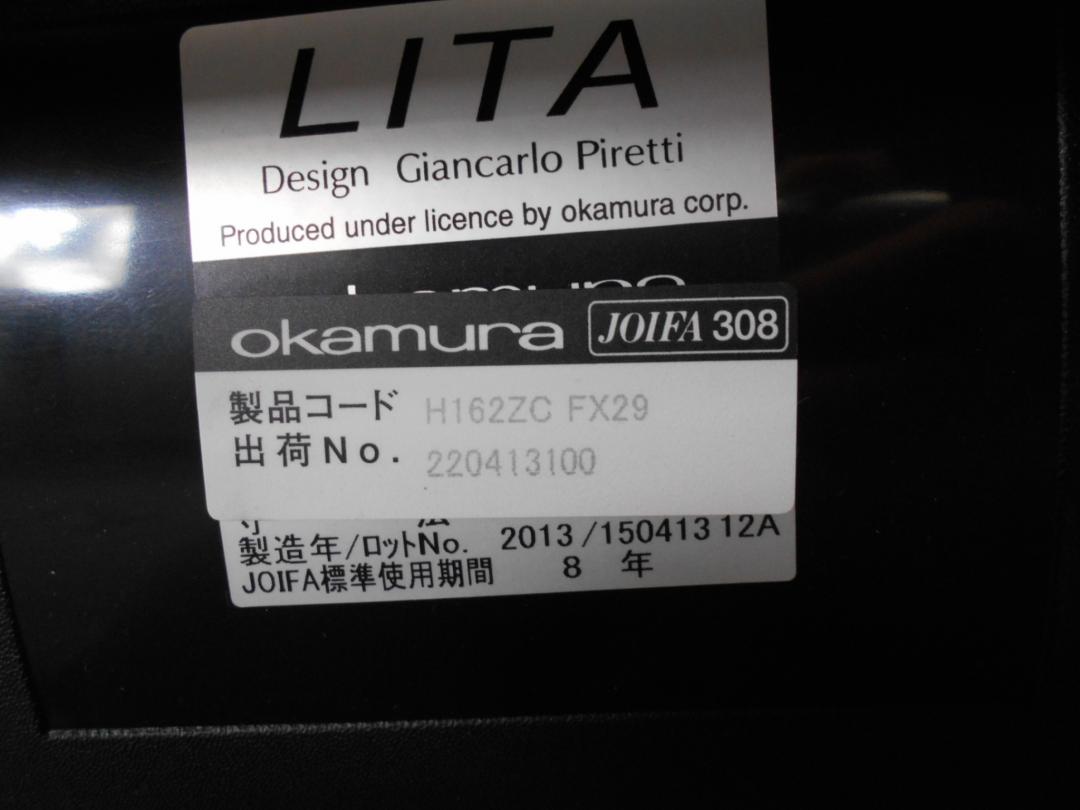 LITA
Design Giancarlo Piretti
Produced under licence by okamura corp.
okamura JOIFA 308
製品コード H162ZC FX29
出荷No. 220413100
製造年/ロットNo. 2013/150413 12A
JOIFA標準使用期間 8 年